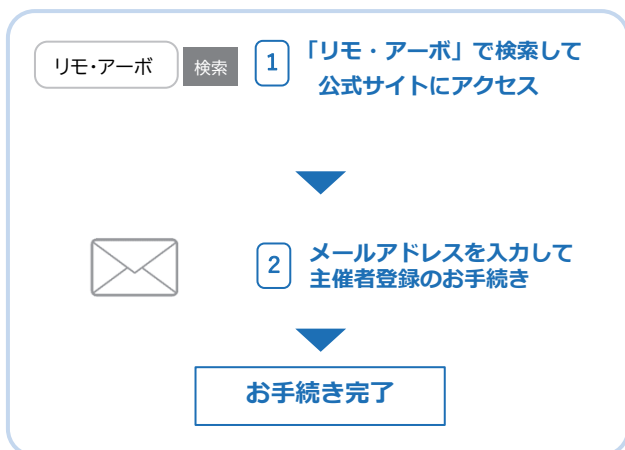 リモ・アーボ 検索
1
「リモ・アーボ」で検索して
公式サイトにアクセス
2
メールアドレスを入力して
主催者登録のお手続き
お手続き完了